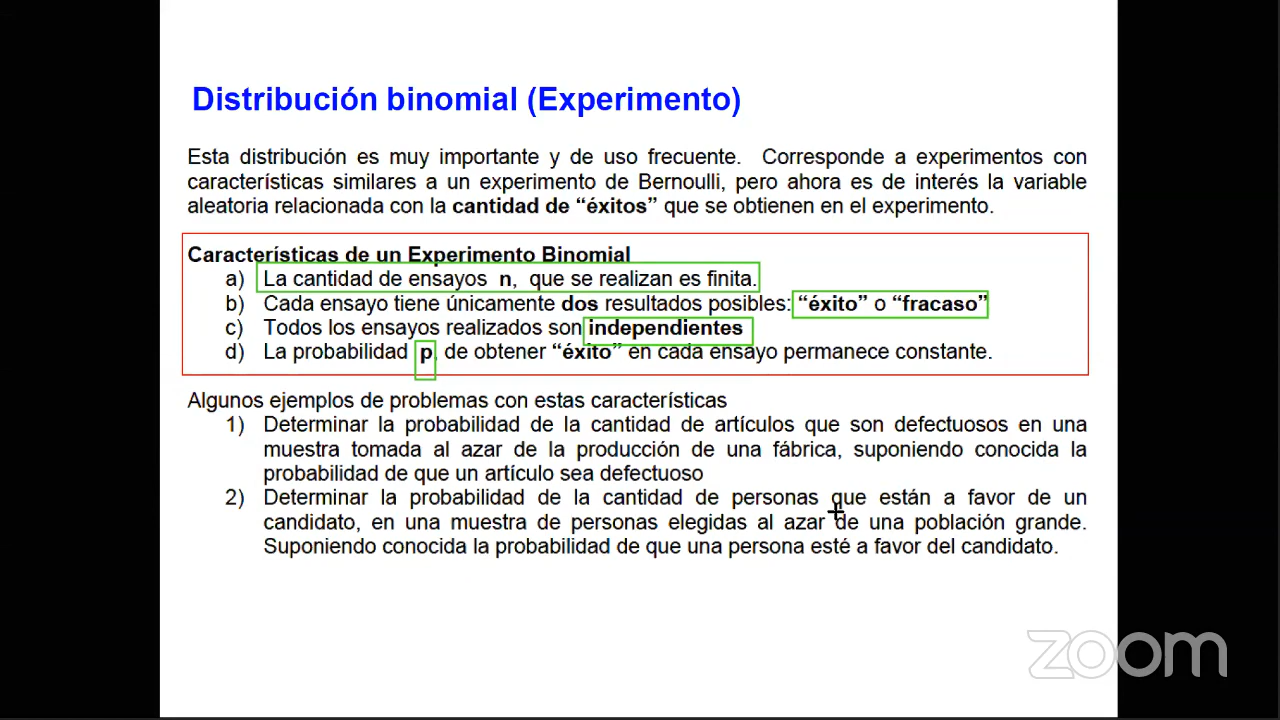 Distribución binomial (Experimento)
Esta distribución es muy importante y de uso frecuente. Corresponde a experimentos con
características similares a un experimento de Bernoulli, pero ahora es de interés la variable
aleatoria relacionada con la cantidad de “éxitos” que se obtienen en el experimento.
Características de un Experimento Binomial
a) La cantidad de ensayos n, que se realizan es finita.
b) Cada ensayo tiene únicamente dos resultados posibles: “éxito” o “fracaso”
c) Todos los ensayos realizados son independientes
d) La probabilidad p, de obtener “éxito” en cada ensayo permanece constante.
Algunos ejemplos de problemas con estas características
1) Determinar la probabilidad de la cantidad de artículos que son defectuosos en una
muestra tomada al azar de la producción de una fábrica, suponiendo conocida la
probabilidad de que un artículo sea defectuoso
2) Determinar la probabilidad de la cantidad de personas que están a favor de un
candidato, en una muestra de personas elegidas al azar de una población grande.
Suponiendo conocida la probabilidad de que una persona esté a favor del candidato.
zoom